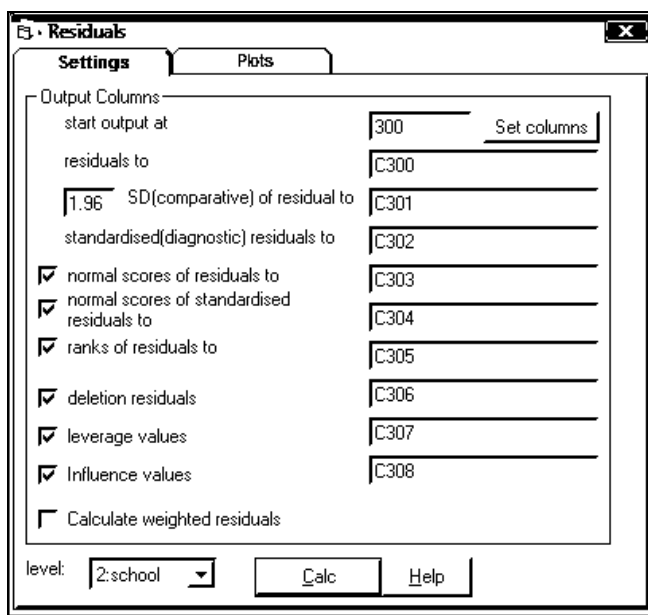 Residuals
Settings Plots
Output Columns
start output at 300 Set columns
residuals to C300
1.96 SD(comparative) of residual to C301
standardised(diagnostic) residuals to C302
normal scores of residuals to C303
normal scores of standardised
residuals to C304
ranks of residuals to C305
deletion residuals C306
leverage values C307
Influence values C308
Calculate weighted residuals
level: 2:school Calc Help